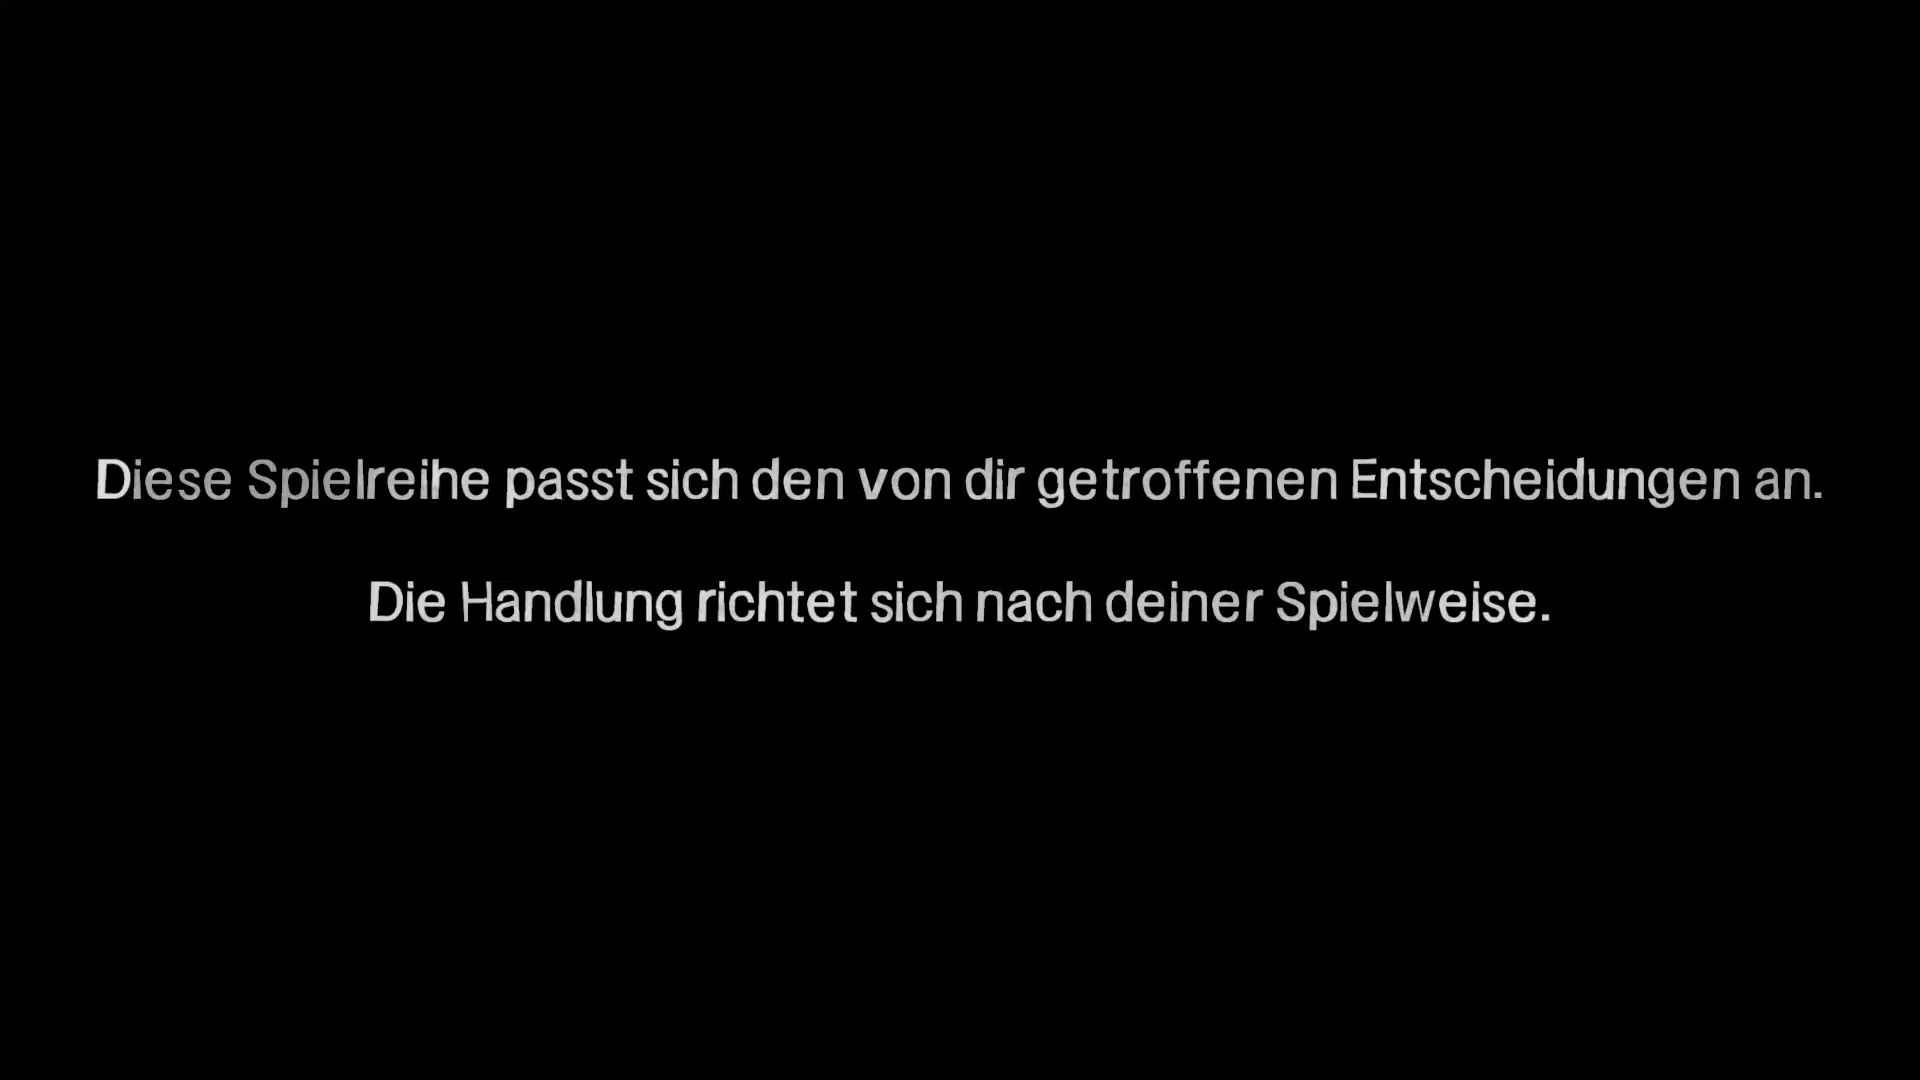 Diese Spielreihe passt sich den von dir getroffenen Entscheidungen an.
Die Handlung richtet sich nach deiner Spielweise.